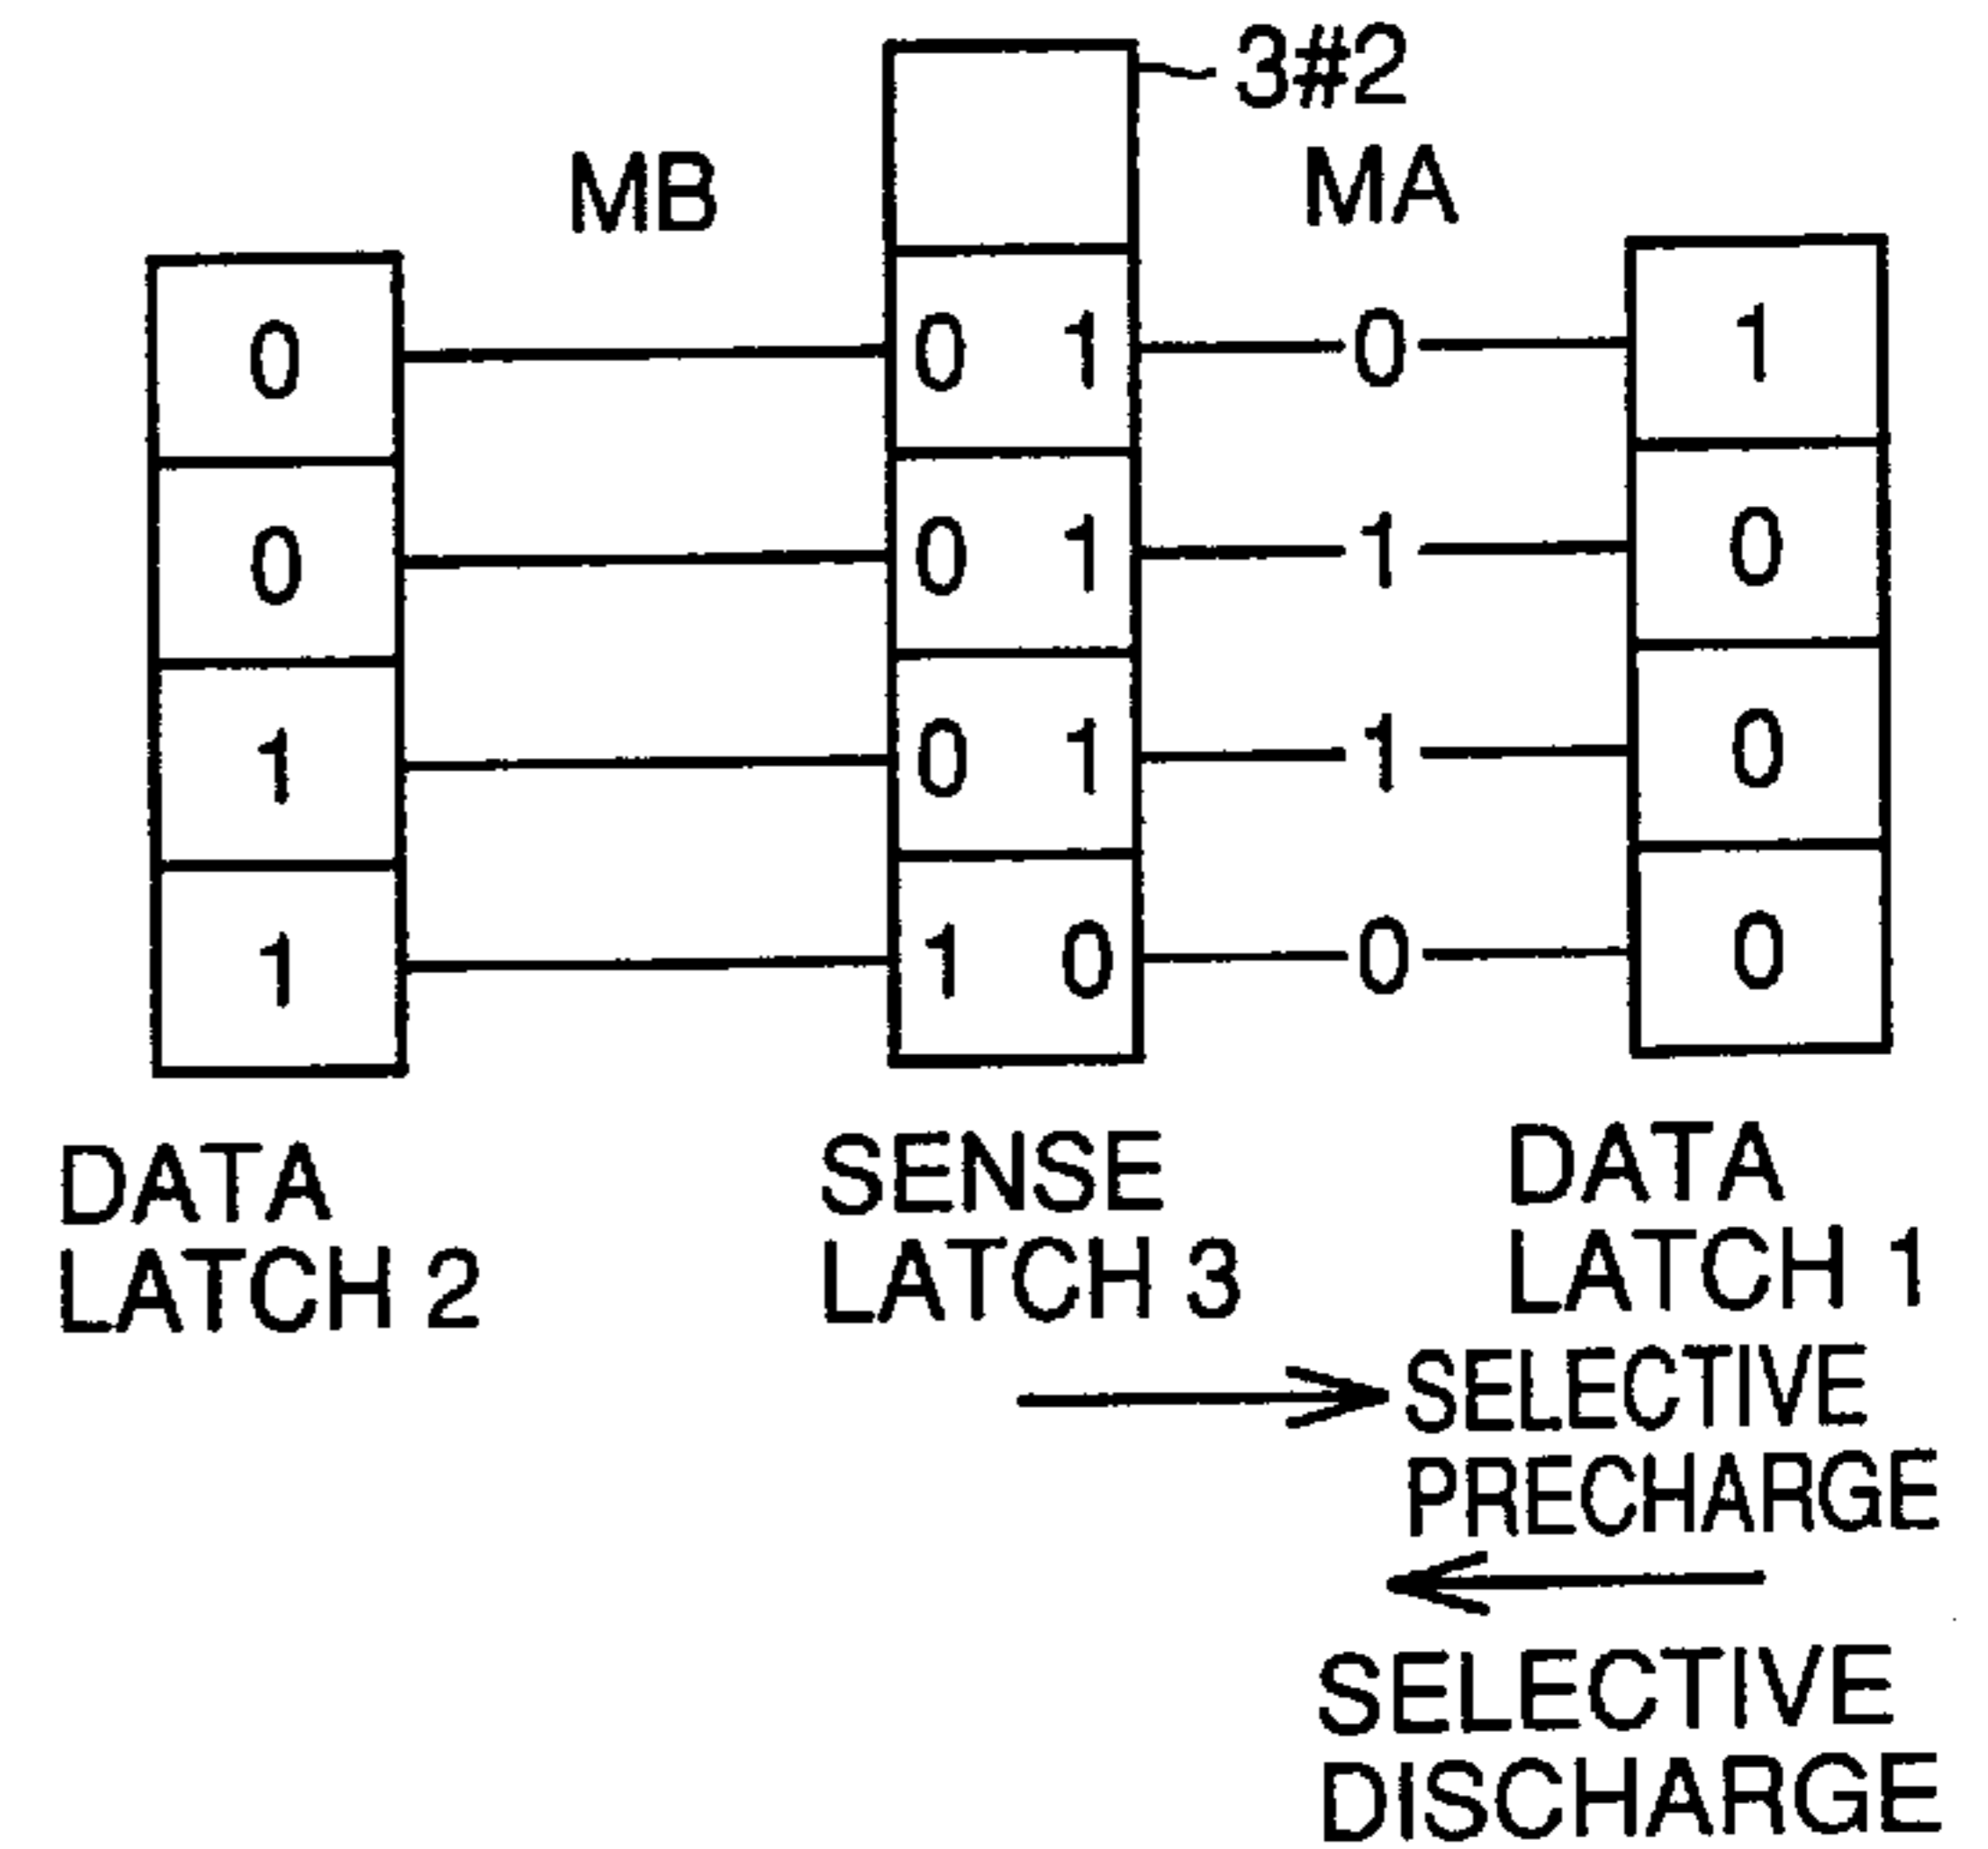 3#2
MB MA
0 0 1 0 1
0 0 1 1 0
1 0 1 1 0
1 1 0 0 0
DATA
LATCH 2
SENSE
LATCH 3
DATA
LATCH 1
SELECTIVE
PRECHARGE
SELECTIVE
DISCHARGE